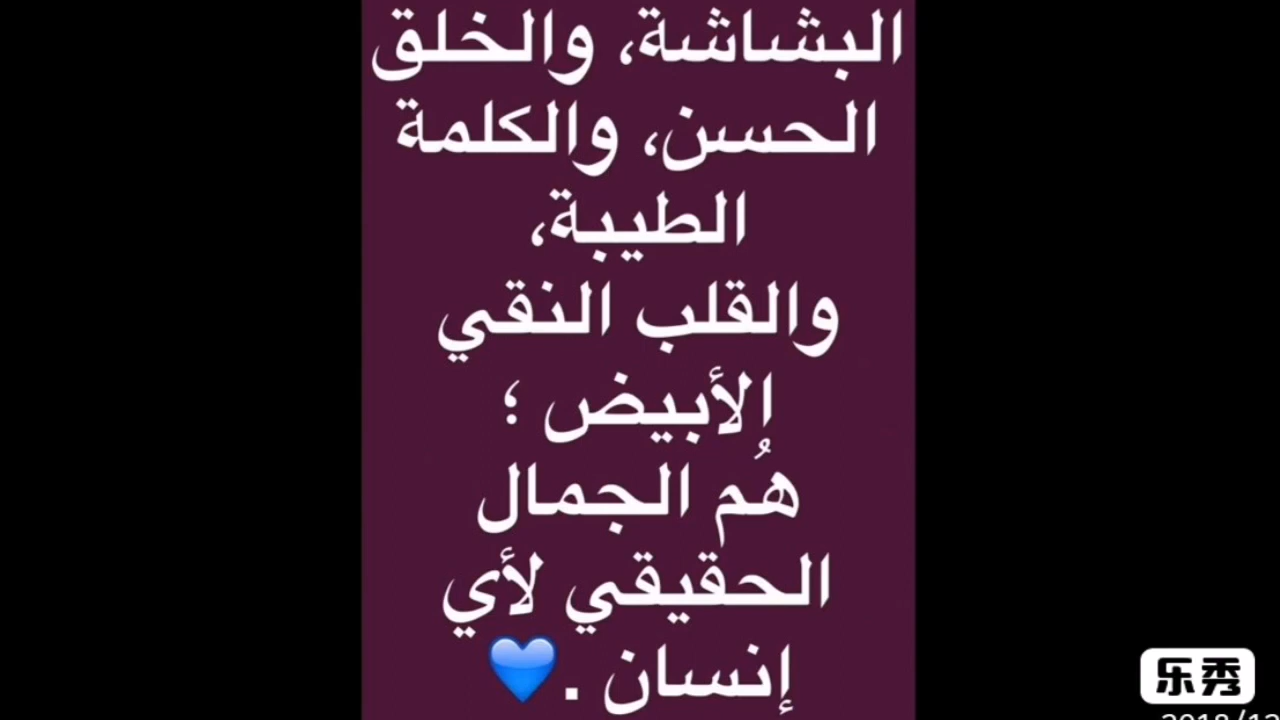 البشاشة، والخلق
الحسن، والكلمة
الطيبة،
والقلب النقي
الأبيض ؛
هُم الجمال
الحقيقي لأي
إنسان .💙
乐秀